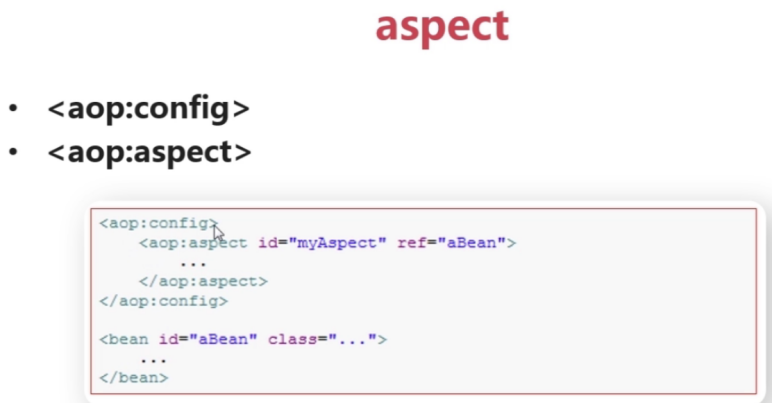 aspect
• <aop:config>
• <aop:aspect>
<aop:config>
<aop:aspect id="myAspect" ref="aBean">
...
</aop:aspect>
</aop:config>
<bean id="aBean" class="...">
...
</bean>